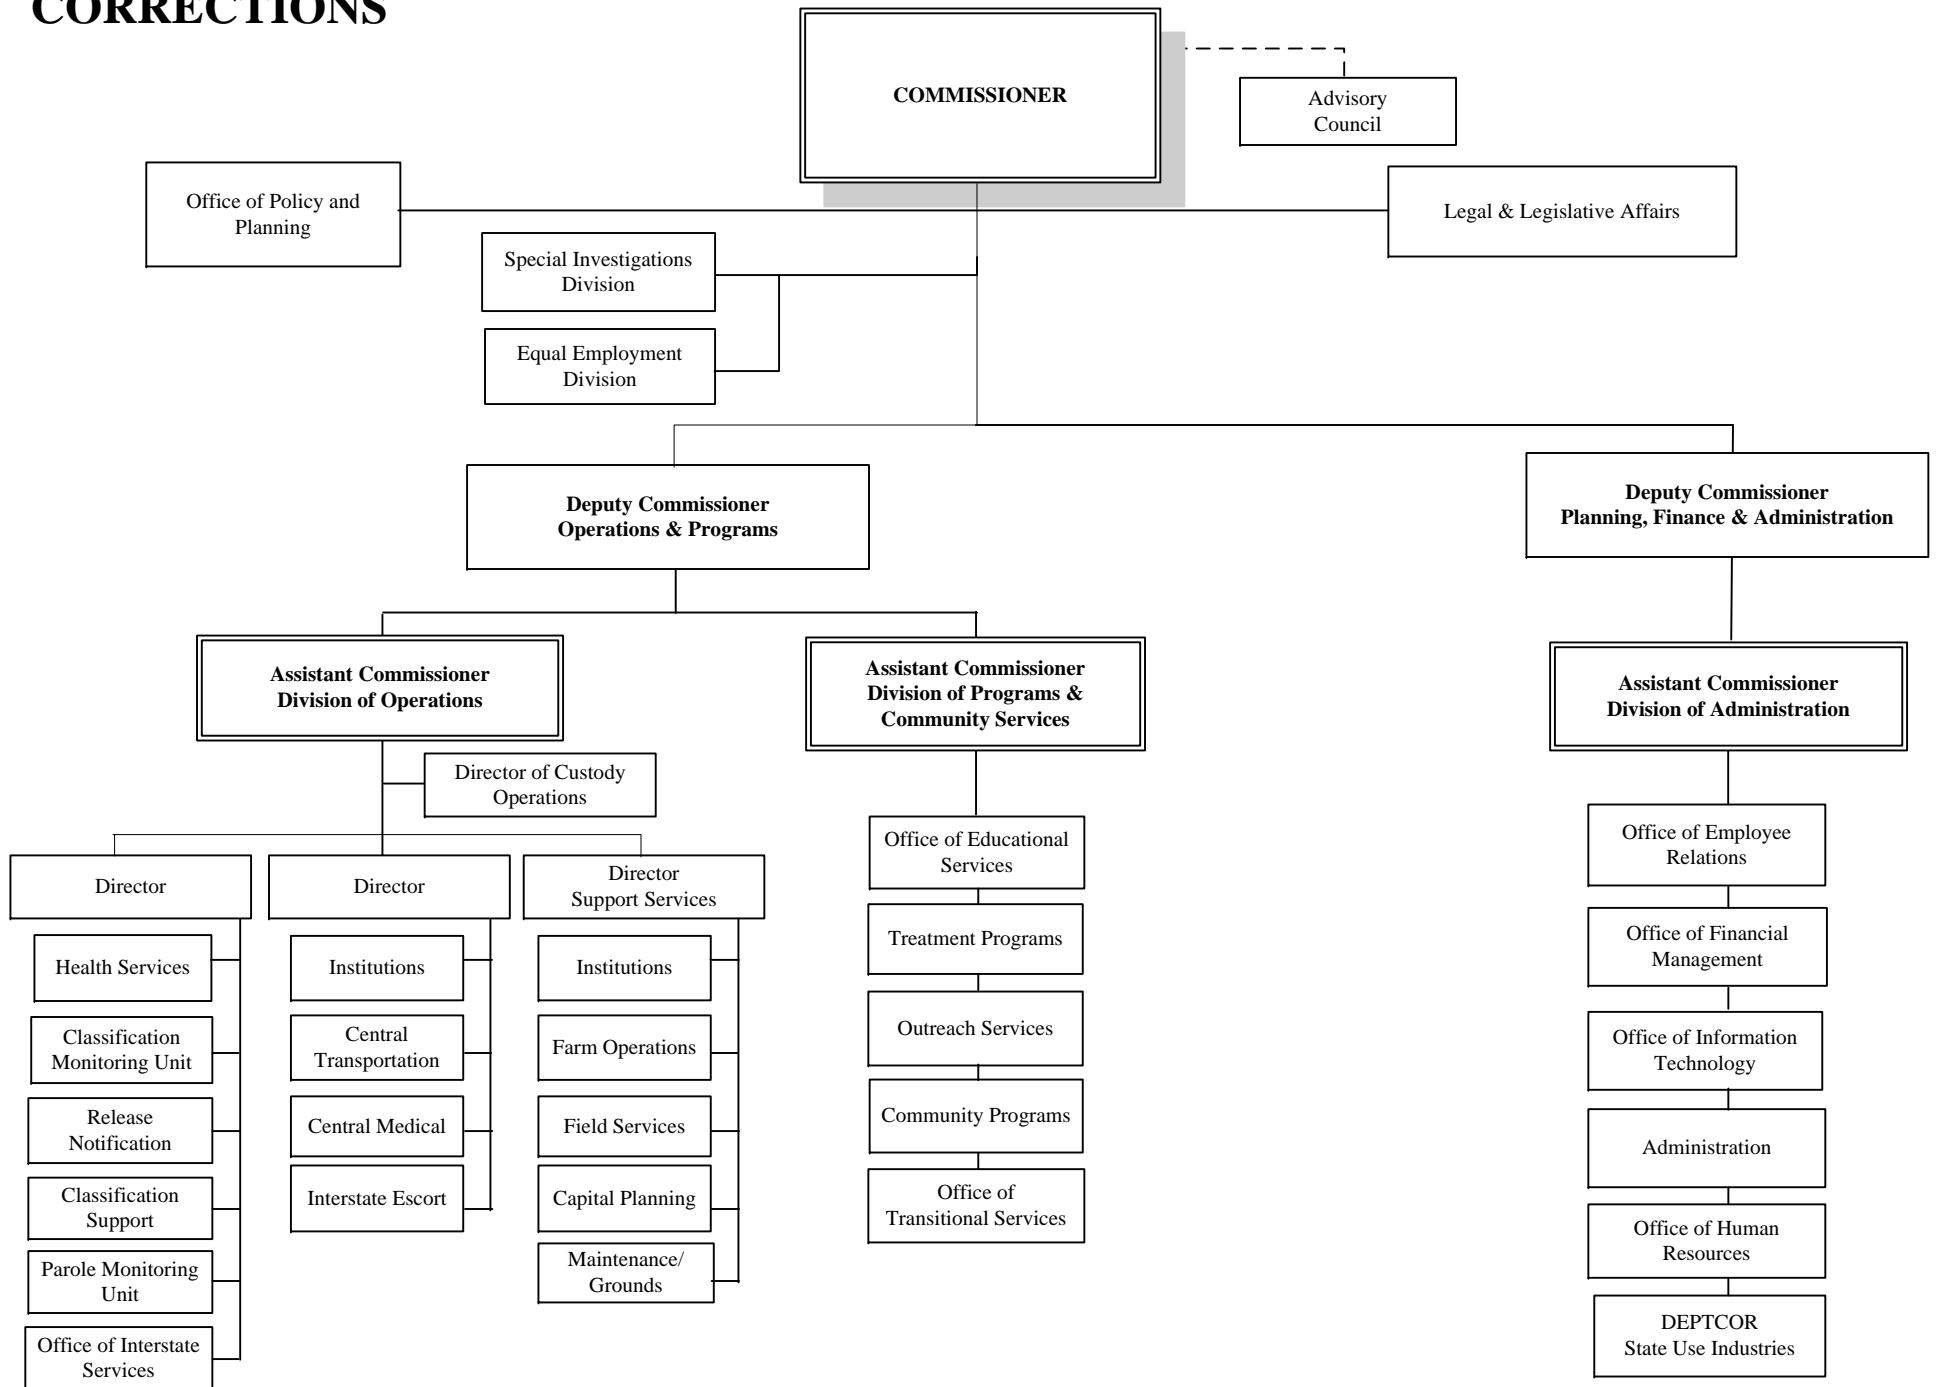 CORRECTIONS
COMMISSIONER
Advisory
Council
Office of Policy and
Planning
Legal & Legislative Affairs
Special Investigations
Division
Equal Employment
Division
Deputy Commissioner
Operations & Programs
Deputy Commissioner
Planning, Finance & Administration
Assistant Commissioner
Division of Operations
Assistant Commissioner
Division of Programs &
Community Services
Assistant Commissioner
Division of Administration
Director of Custody
Operations
Director
Health Services
Classification
Monitoring Unit
Release
Notification
Classification
Support
Parole Monitoring
Unit
Office of Interstate
Services
Director
Institutions
Central
Transportation
Central Medical
Interstate Escort
Director
Support Services
Institutions
Farm Operations
Field Services
Capital Planning
Maintenance/
Grounds
Office of Educational
Services
Treatment Programs
Outreach Services
Community Programs
Office of
Transitional Services
Office of Employee
Relations
Office of Financial
Management
Office of Information
Technology
Administration
Office of Human
Resources
DEPTCOR
State Use Industries